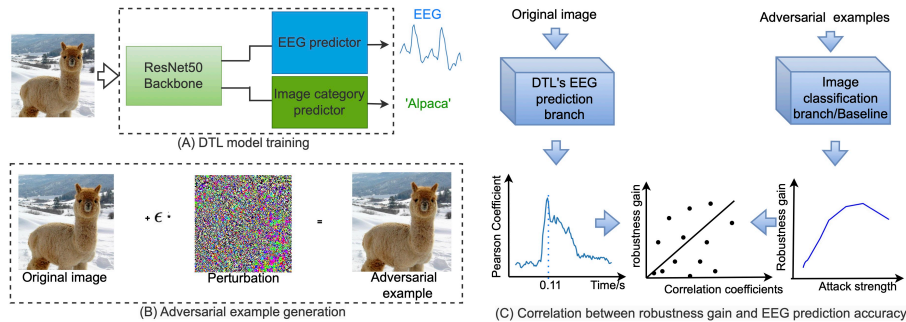 EEG
EEG predictor
ResNet50
Backbone
Image category
predictor
'Alpaca'
(A) DTL model training
+ ϵ *
=
Original image
Perturbation
Adversarial
example
(B) Adversarial example generation
Original image
Adversarial examples
DTL's EEG
prediction
branch
Image
classification
branch/Baseline
Pearson Coefficient
0.11
Time/s
robustness gain
Correlation coefficients
Robustness gain
Attack strength
(C) Correlation between robustness gain and EEG prediction accuracy